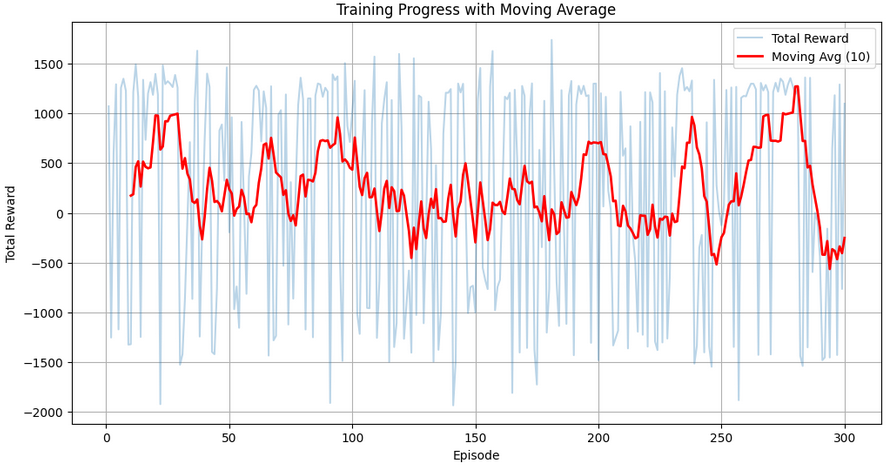 Training Progress with Moving Average
Total Reward
Moving Avg (10)
Total Reward
1500
1000
500
0
−500
−1000
−1500
−2000
0 50 100 150 200 250 300
Episode